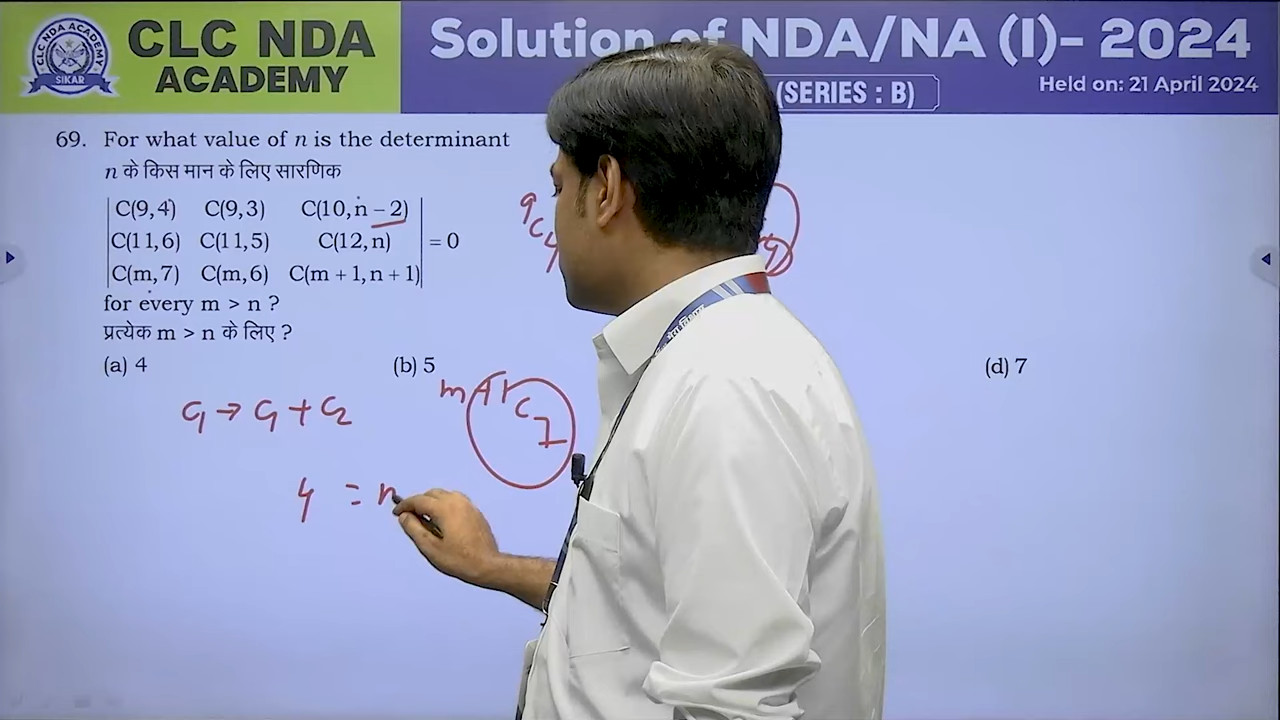 CLC NDA ACADEMY
SIKAR
CLC NDA
ACADEMY
Solution of NDA/NA (I)- 2024
(SERIES : B)
Held on: 21 April 2024
69. For what value of n is the determinant
n के किस मान के लिए सारणिक
C(9,4) C(9,3) C(10,n – 2)
C(11,6) C(11,5) C(12,n) = 0
C(m,7) C(m,6) C(m + 1,n + 1)
for every m > n ?
प्रत्येक m > n के लिए ?
(a) 4 (b) 5 (d) 7
9C4
C1 → C1 + C2
m+1C7
4 = n